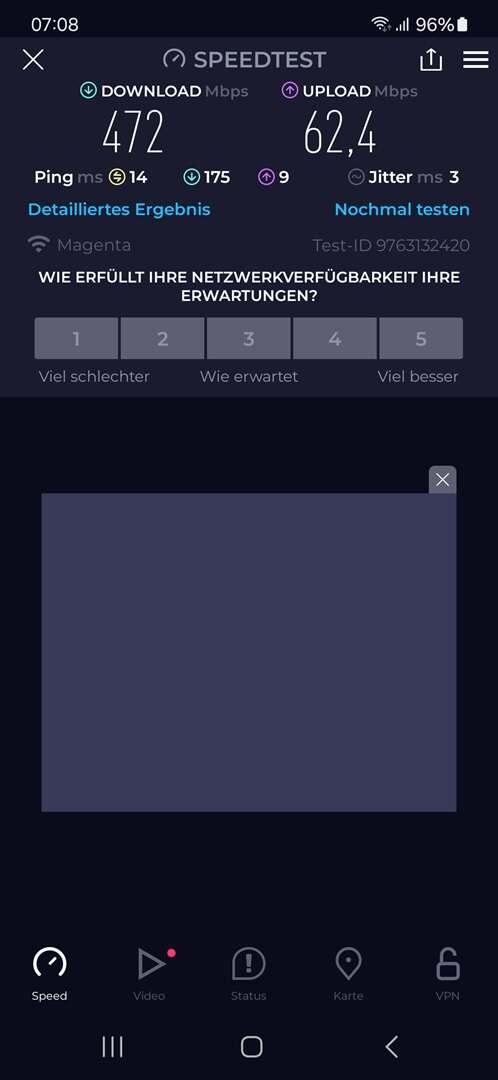 07:08 96%
SPEEDTEST
DOWNLOAD Mbps UPLOAD Mbps
472 62,4
Ping ms 14 175 9 Jitter ms 3
Detailliertes Ergebnis Nochmal testen
Magenta Test-ID 9763132420
WIE ERFÜLLT IHRE NETZWERKVERFÜGBARKEIT IHRE
ERWARTUNGEN?
1 2 3 4 5
Viel schlechter Wie erwartet Viel besser
Speed Video Status Karte VPN